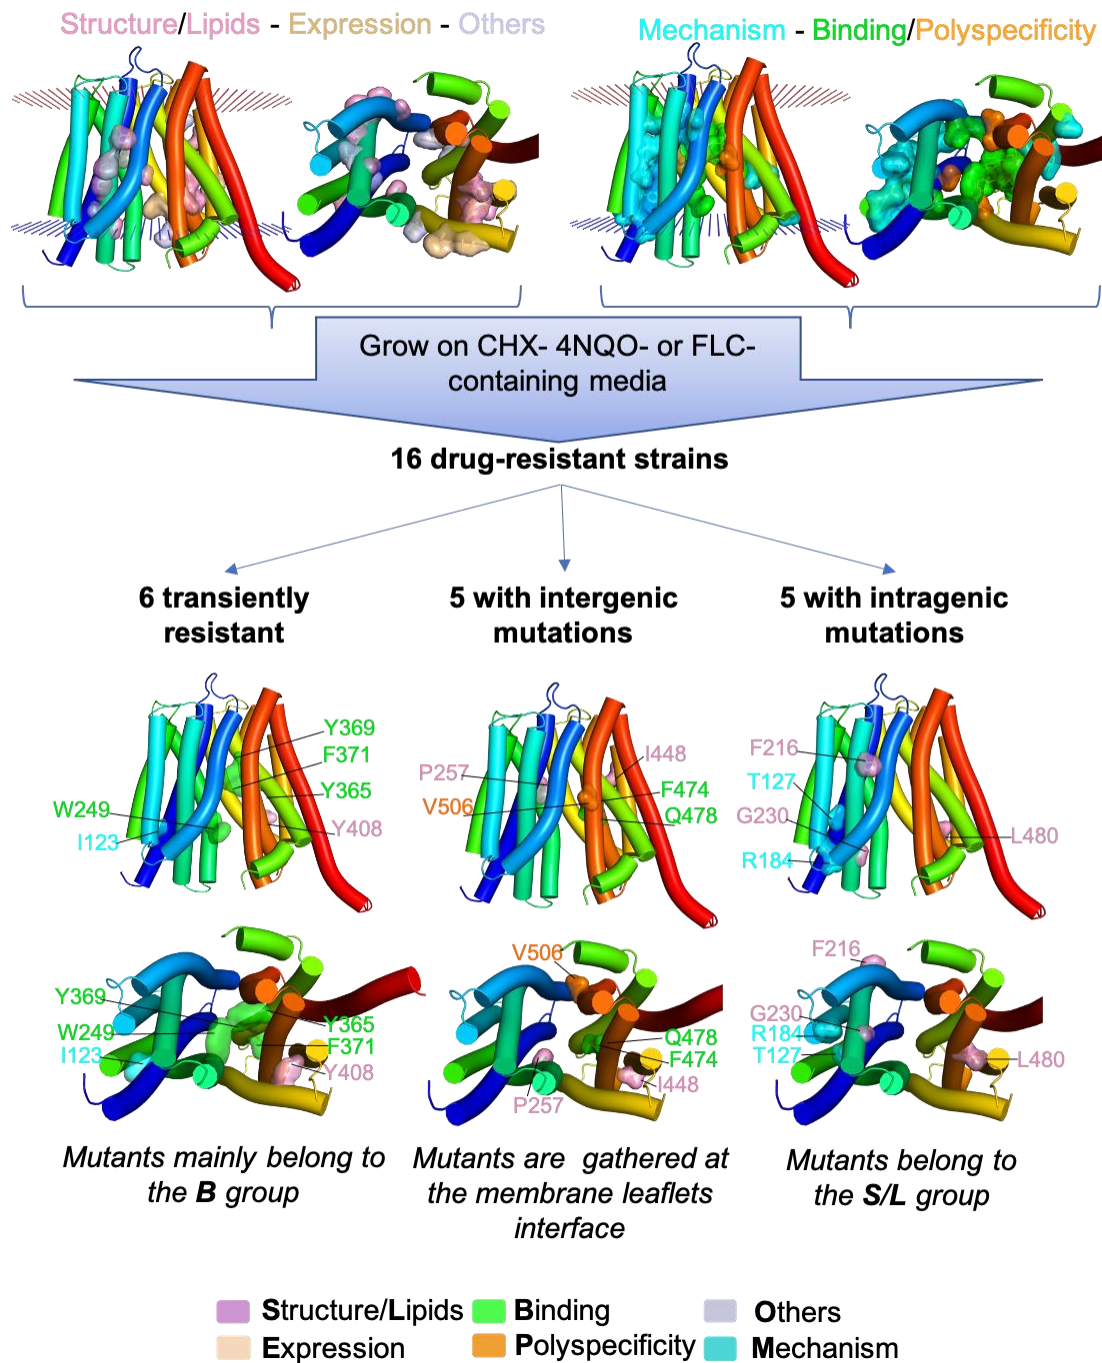 Structure/Lipids - Expression - Others
Mechanism - Binding/Polyspecificity
Grow on CHX- 4NQO- or FLC-
containing media
16 drug-resistant strains
6 transiently
resistant
5 with intergenic
mutations
5 with intragenic
mutations
Y369
F371
Y365
W249
I123
Y408
P257
V506
I448
F474
Q478
F216
T127
G230
R184
L480
Y369
W249
I123
Y365
F371
Y408
V506
Q478
F474
I448
P257
F216
G230
R184
T127
L480
Mutants mainly belong to
the B group
Mutants are gathered at
the membrane leaflets
interface
Mutants belong to
the S/L group
Structure/Lipids
Binding
Others
Expression
Polyspecificity
Mechanism